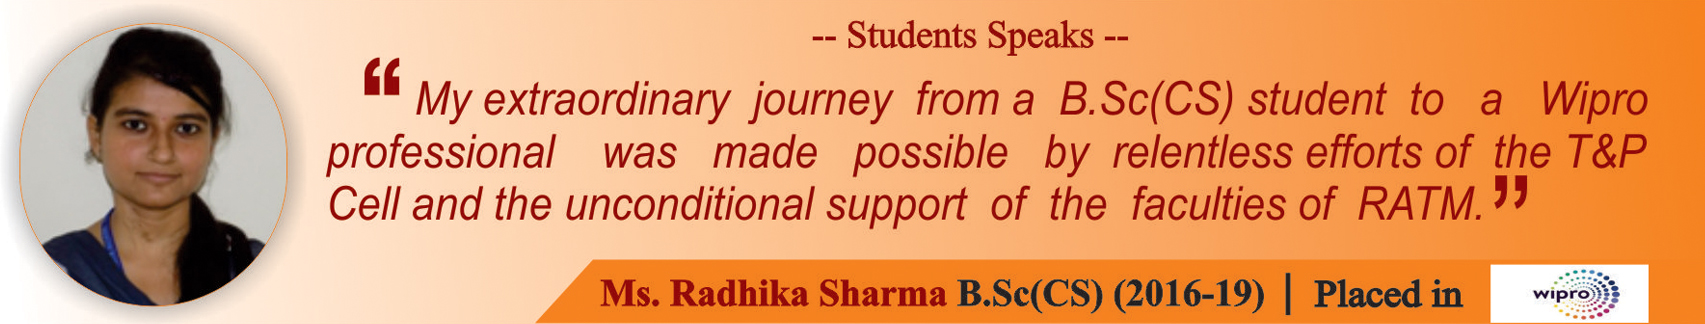 -- Students Speaks --
“ My extraordinary journey from a B.Sc(CS) student to a Wipro
professional was made possible by relentless efforts of the T&P
Cell and the unconditional support of the faculties of RATM.”
Ms. Radhika Sharma B.Sc(CS) (2016-19) | Placed in wipro